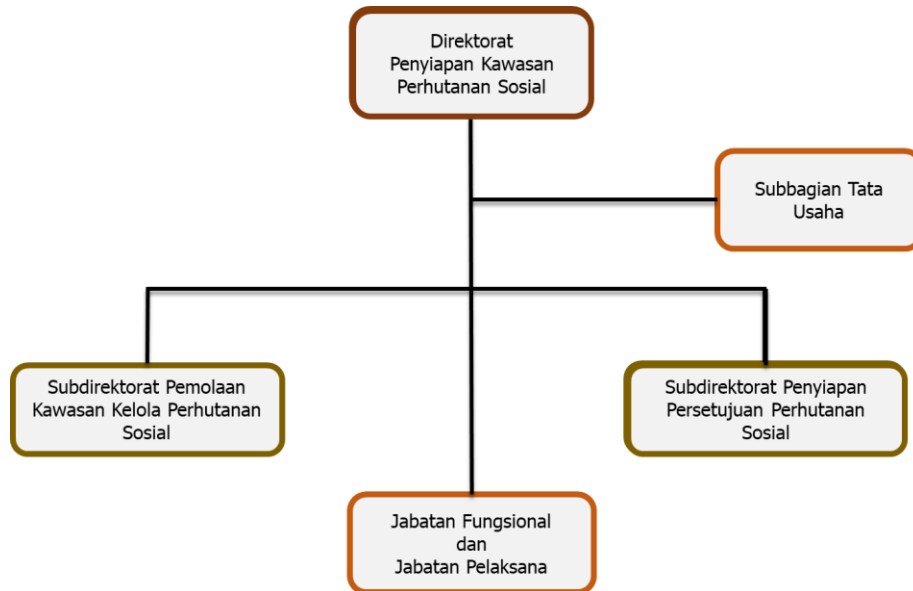 Direktorat
Penyiapan Kawasan
Perhutanan Sosial
Subbagian Tata
Usaha
Subdirektorat Pemolaan
Kawasan Kelola Perhutanan
Sosial
Subdirektorat Penyiapan
Persetujuan Perhutanan
Sosial
Jabatan Fungsional
dan
Jabatan Pelaksana